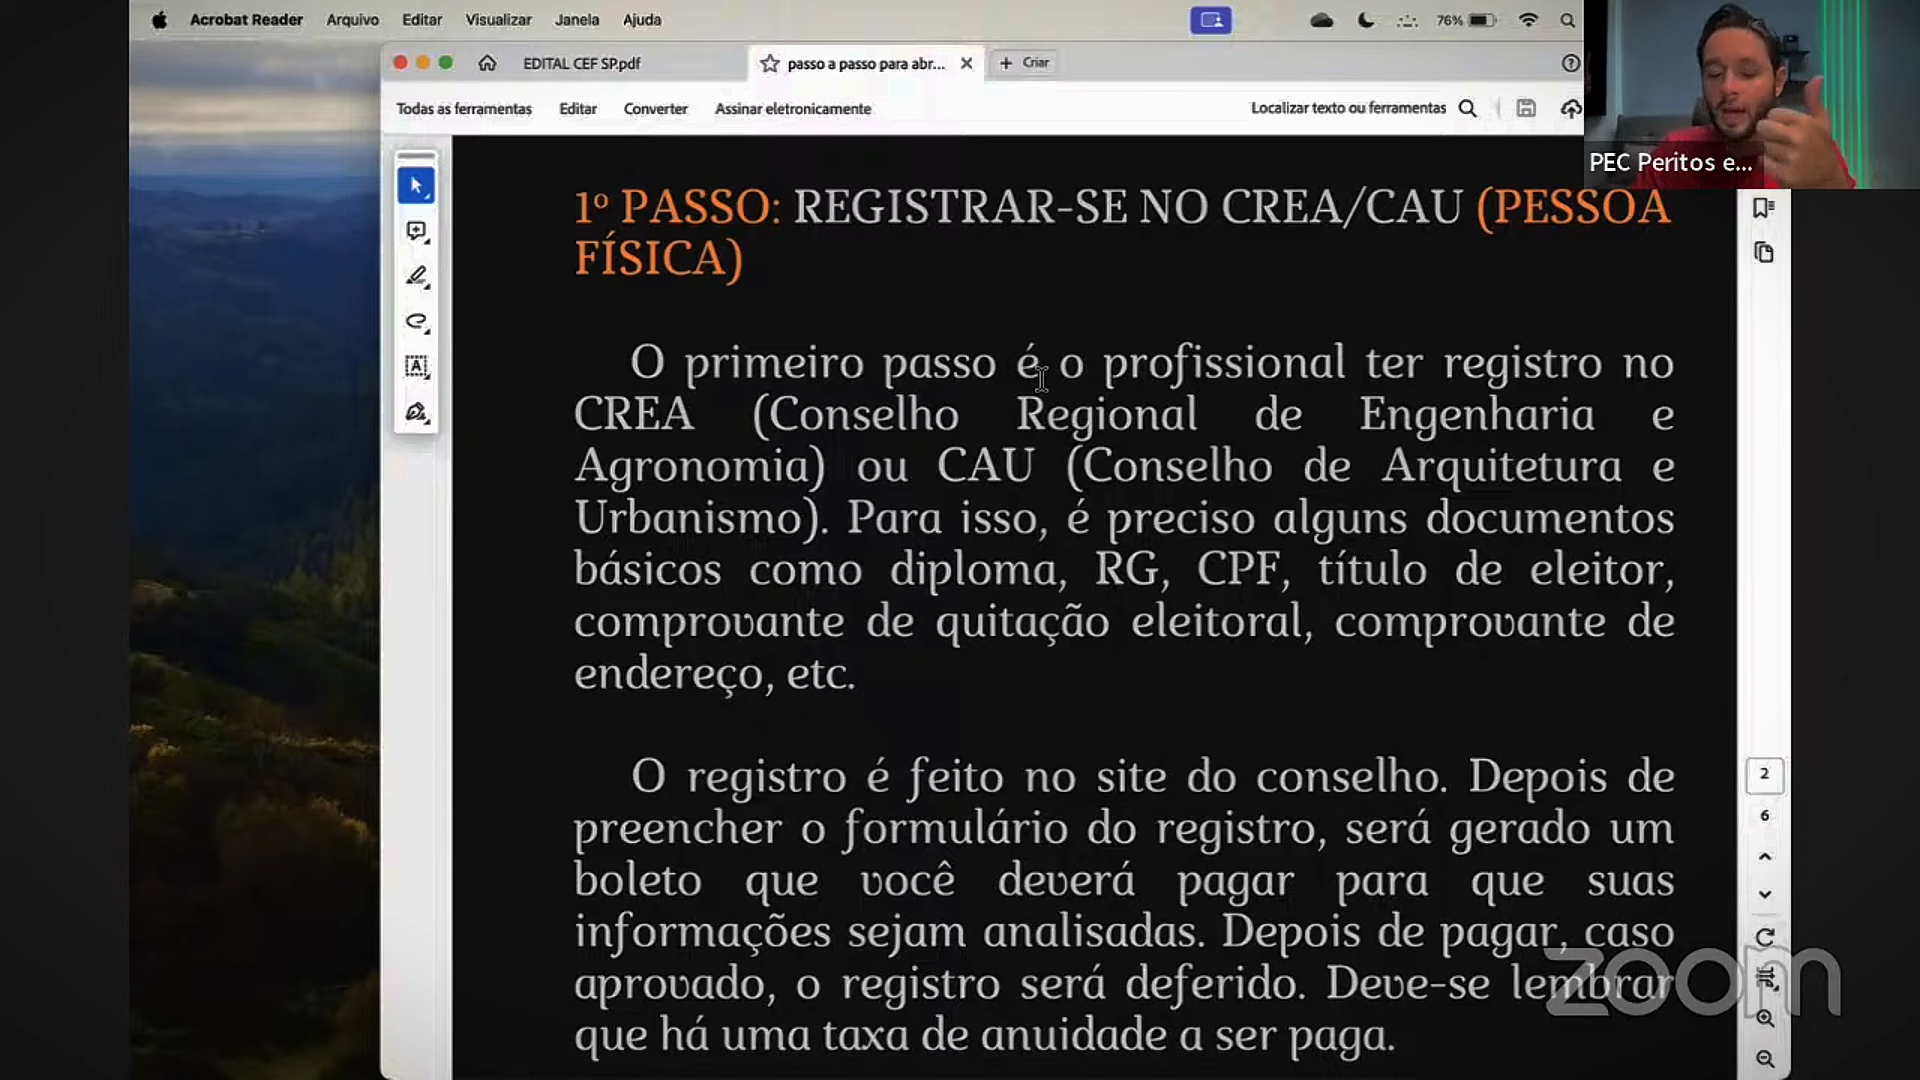 Acrobat Reader Arquivo Editar Visualizar Janela Ajuda 76%
EDITAL CEF SP.pdf passo a passo para abr... Criar
Todas as ferramentas Editar Converter Assinar eletronicamente Localizar texto ou ferramentas
PEC Peritos e...
1º PASSO: REGISTRAR-SE NO CREA/CAU (PESSOA
FÍSICA)
O primeiro passo é o profissional ter registro no
CREA (Conselho Regional de Engenharia e
Agronomia) ou CAU (Conselho de Arquitetura e
Urbanismo). Para isso, é preciso alguns documentos
básicos como diploma, RG, CPF, título de eleitor,
comprovante de quitação eleitoral, comprovante de
endereço, etc.
O registro é feito no site do conselho. Depois de
preencher o formulário do registro, será gerado um
boleto que você deverá pagar para que suas
informações sejam analisadas. Depois de pagar, caso
aprovado, o registro será deferido. Deve-se lembrar
que há uma taxa de anuidade a ser paga.
2
6
zoom